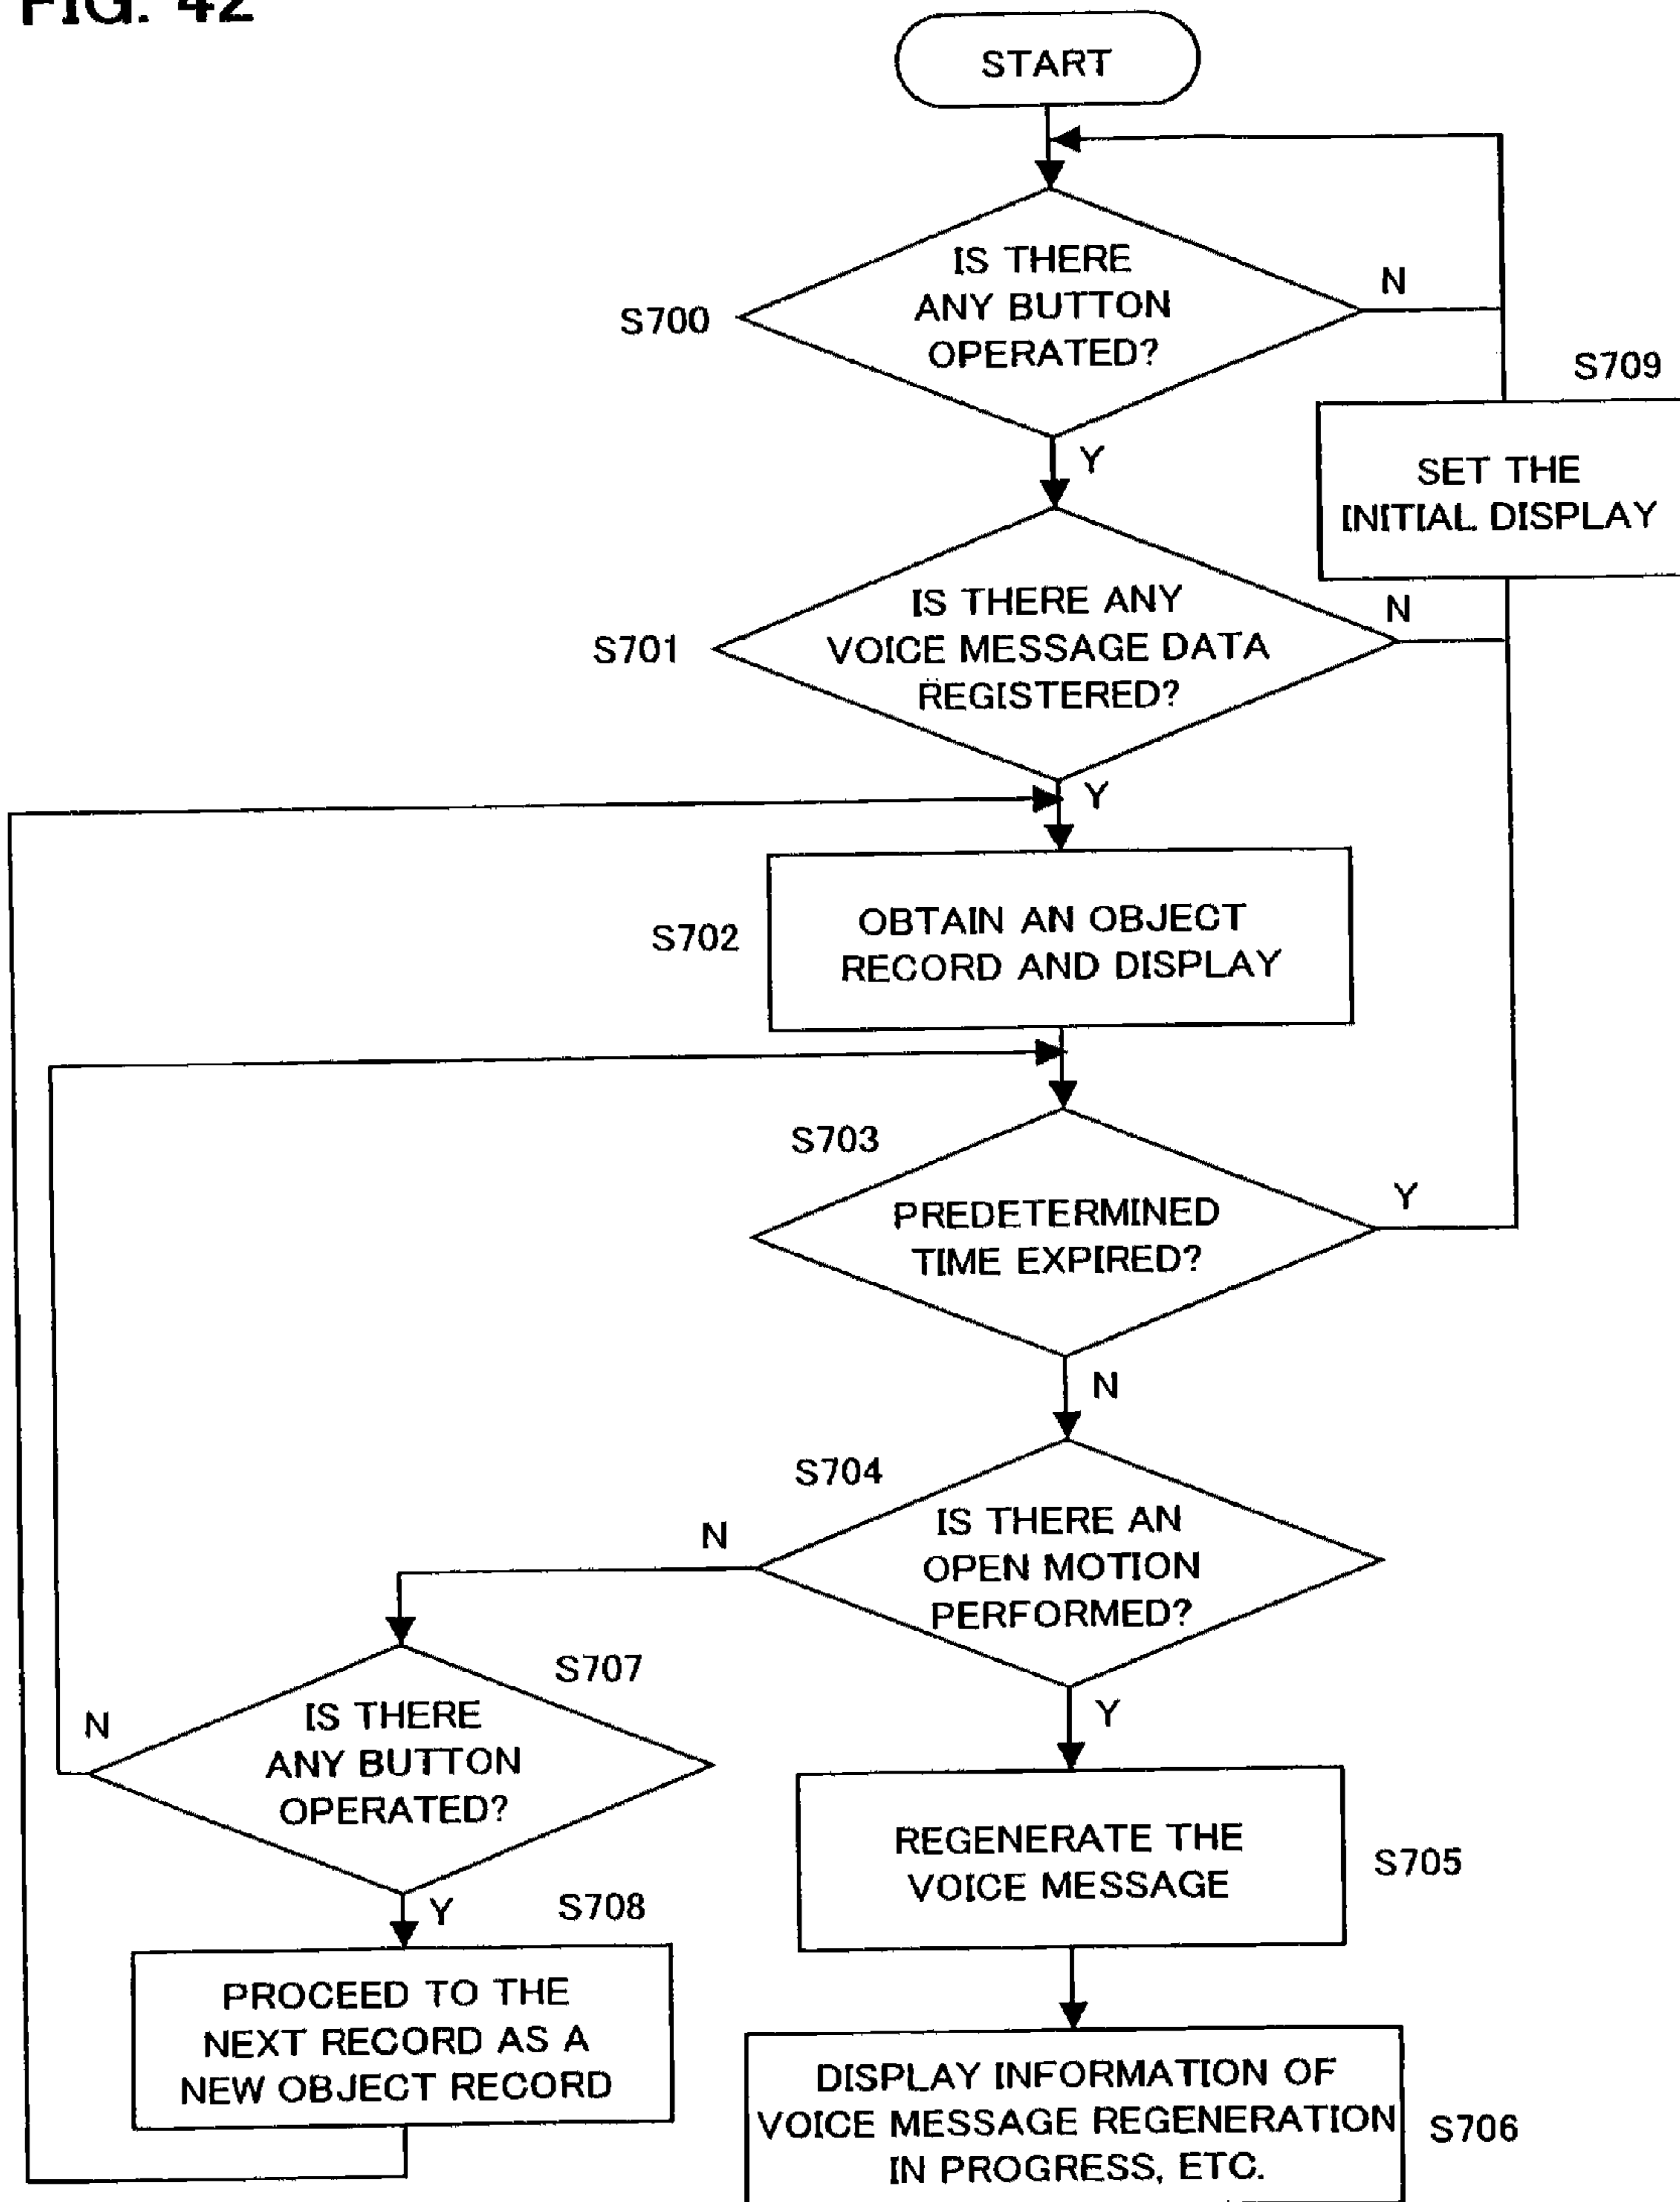 FIG. 42
START
IS THERE
ANY BUTTON
OPERATED?
N
S700
S709
Y
SET THE
INITIAL DISPLAY
IS THERE ANY
VOICE MESSAGE DATA
REGISTERED?
N
S701
Y
OBTAIN AN OBJECT
RECORD AND DISPLAY
S702
S703
PREDETERMINED
TIME EXPIRED?
Y
N
S704
IS THERE AN
OPEN MOTION
PERFORMED?
N
S707
IS THERE
ANY BUTTON
OPERATED?
N
Y
REGENERATE THE
VOICE MESSAGE
S705
Y
S708
PROCEED TO THE
NEXT RECORD AS A
NEW OBJECT RECORD
DISPLAY INFORMATION OF
VOICE MESSAGE REGENERATION
IN PROGRESS, ETC.
S706